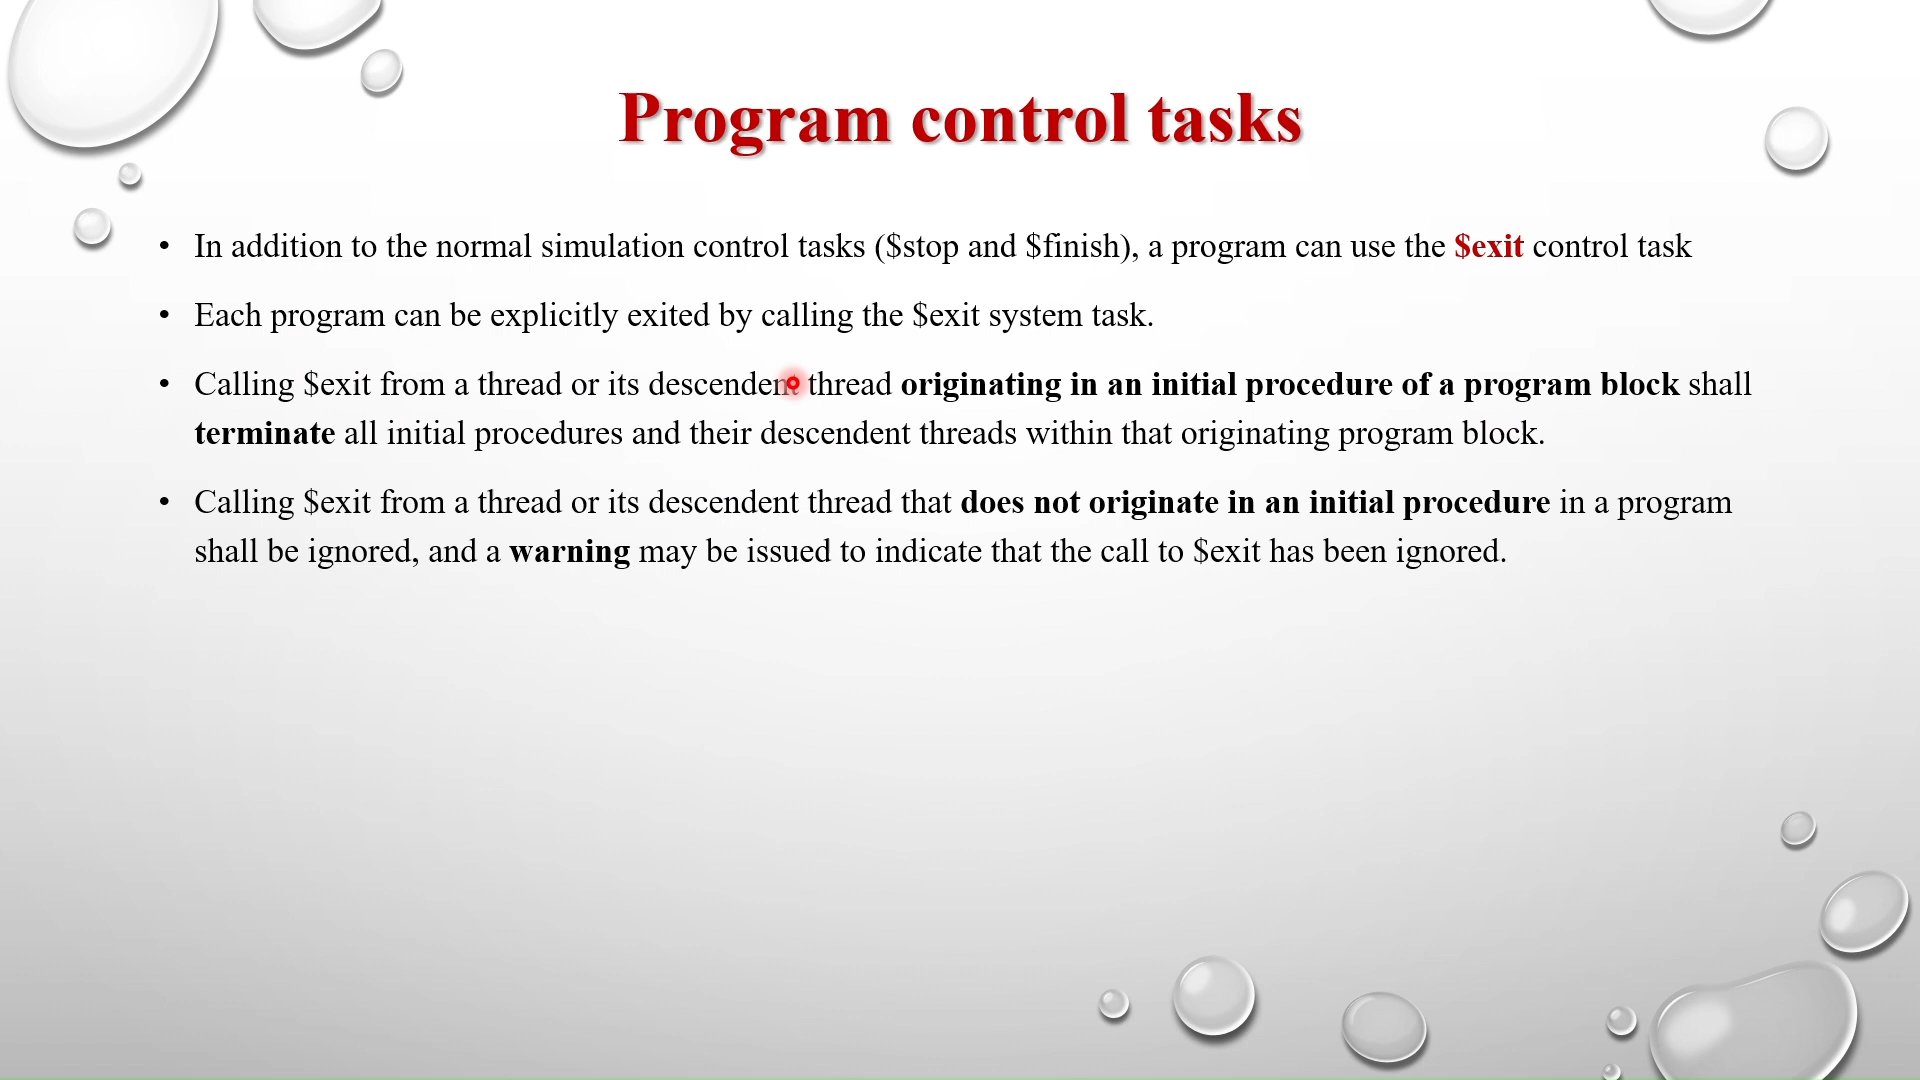 Program control tasks
• In addition to the normal simulation control tasks ($stop and $finish), a program can use the $exit control task
• Each program can be explicitly exited by calling the $exit system task.
• Calling $exit from a thread or its descendent thread originating in an initial procedure of a program block shall
terminate all initial procedures and their descendent threads within that originating program block.
• Calling $exit from a thread or its descendent thread that does not originate in an initial procedure in a program
shall be ignored, and a warning may be issued to indicate that the call to $exit has been ignored.